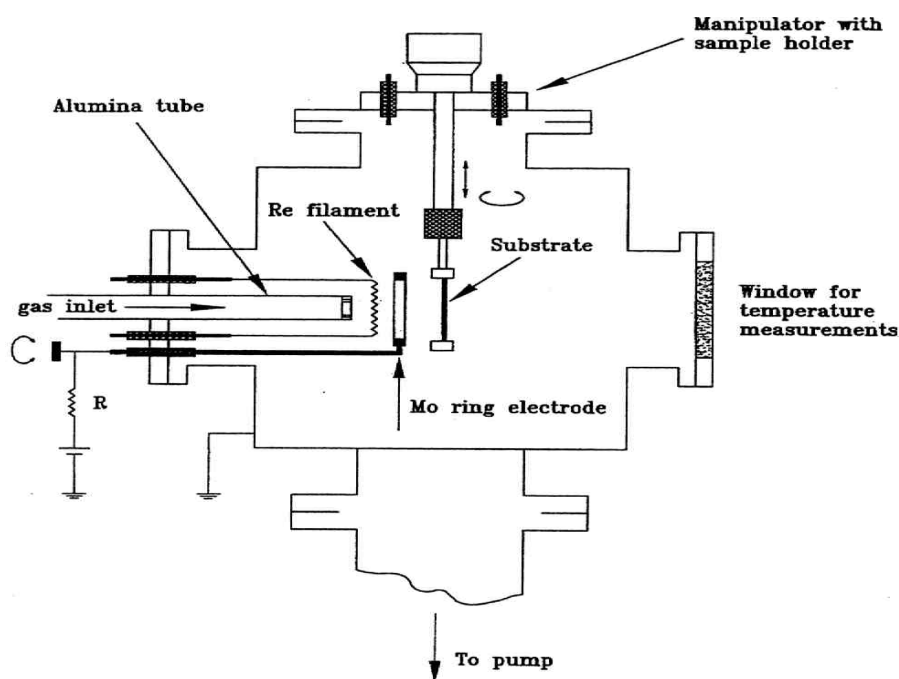 Manipulator with
sample holder
Alumina tube
Re filament
Substrate
gas inlet
Window for
temperature
measurements
R
Mo ring electrode
To pump